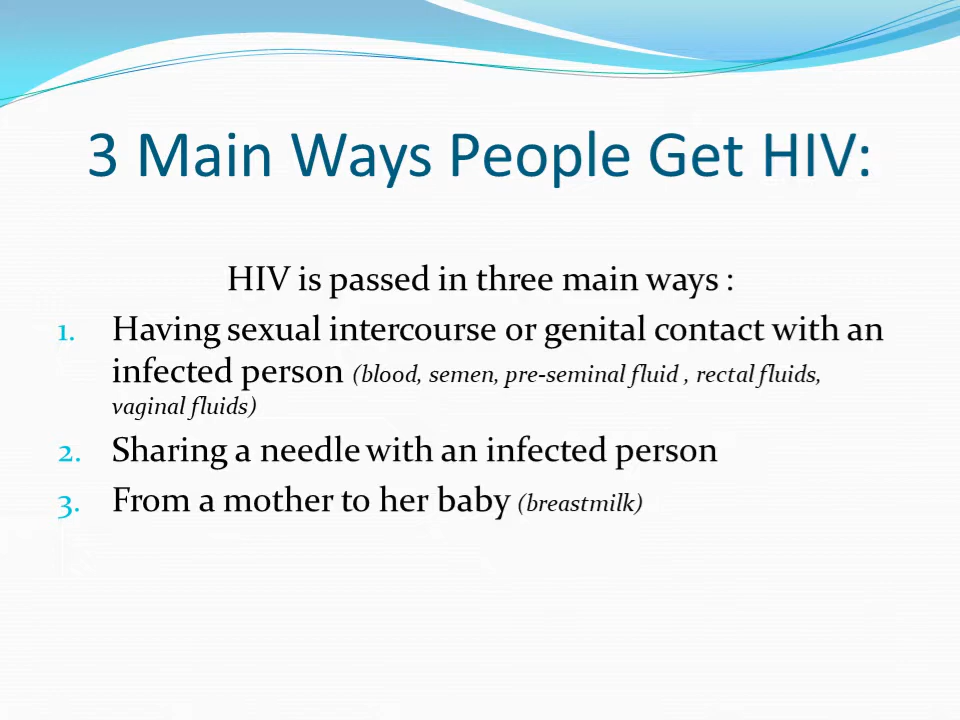 3 Main Ways People Get HIV:
HIV is passed in three main ways :
1. Having sexual intercourse or genital contact with an
infected person (blood, semen, pre-seminal fluid , rectal fluids,
vaginal fluids)
2. Sharing a needle with an infected person
3. From a mother to her baby (breastmilk)